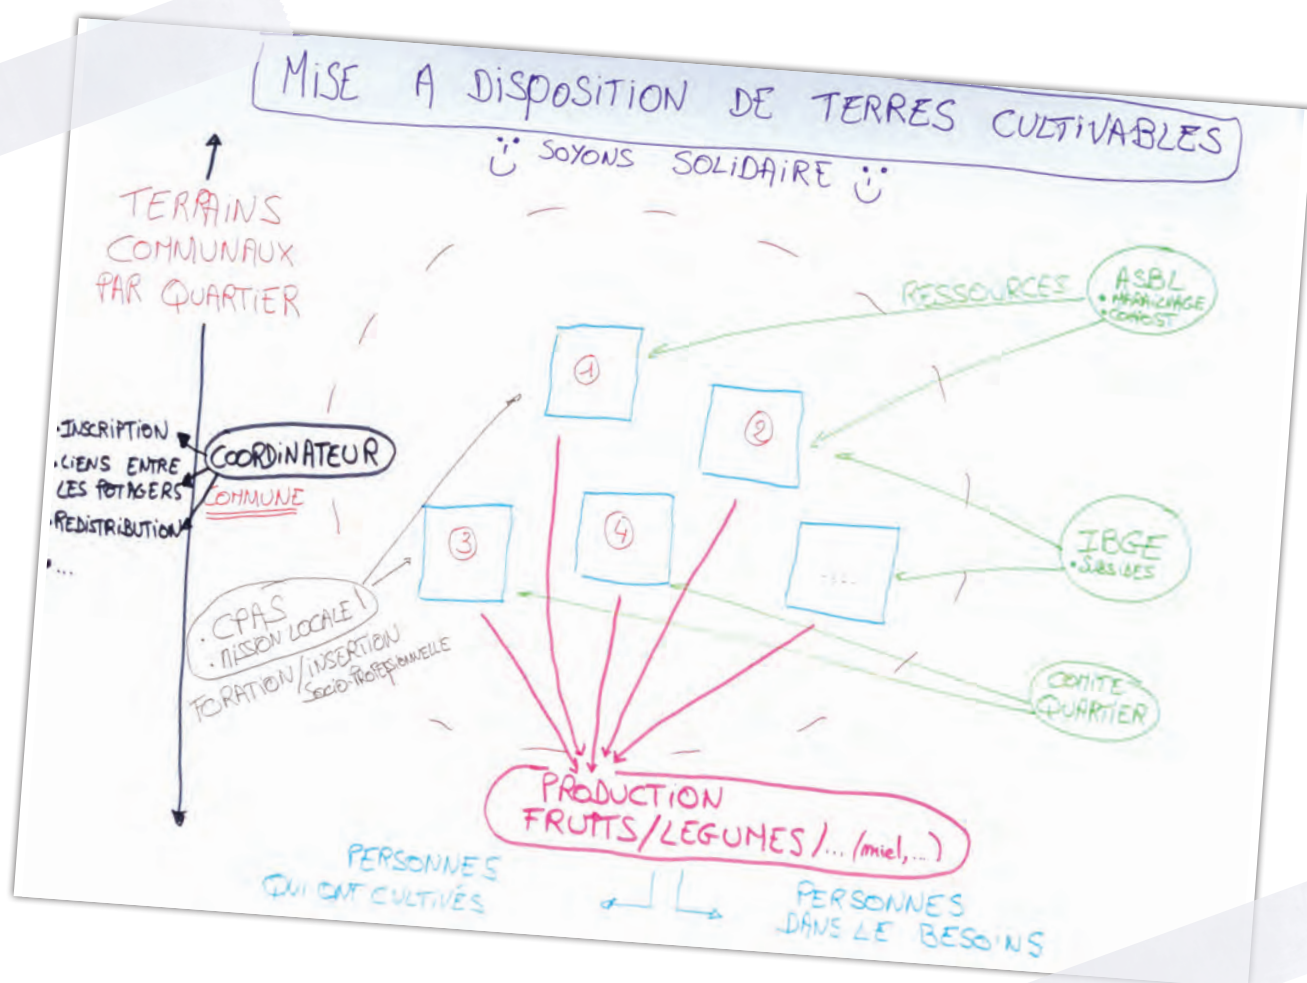 MISE A DISPOSITION DE TERRES CULTIVABLES
SOYONS SOLIDAIRE
TERRAINS
COMMUNAUX
PAR QUARTIER
COORDINATEUR
COMMUNE
•INSCRIPTION
•LIENS ENTRE
LES POTAGERS
•REDISTRIBUTION
•...
• CPAS
• MISSION LOCALE
FORATION/INSERTION
SOCIO-PROFESSIONNELLE
1
2
3
4
...
RESSOURCES
ASBL
• MARAICHAGE
• COMPOST
IBGE
• SUBSIDES
COMITE
QUARTIER
PRODUCTION
FRUITS/LEGUMES/... (miel,...)
PERSONNES
QUI ONT CULTIVÉS
PERSONNES
DANS LE BESOINS